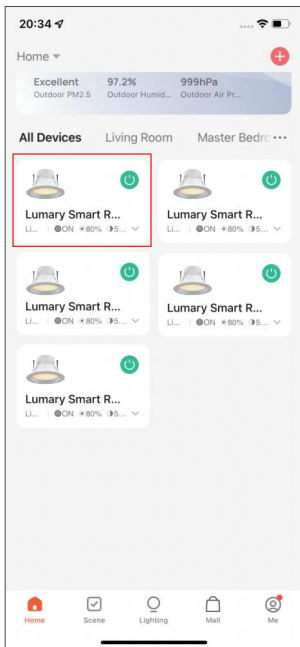 20:34
Home
Excellent 97.2% 999hPa
Outdoor PM2.5 Outdoor Humid... Outdoor Air Pr...
All Devices Living Room Master Bedro
Lumary Smart R... Lumary Smart R...
Li... ON 80% 5... Li... ON 80% 5...
Lumary Smart R... Lumary Smart R...
Li... ON 80% 5... Li... ON 80% 5...
Lumary Smart R...
Li... ON 80% 5...
Home Scene Lighting Mall Me